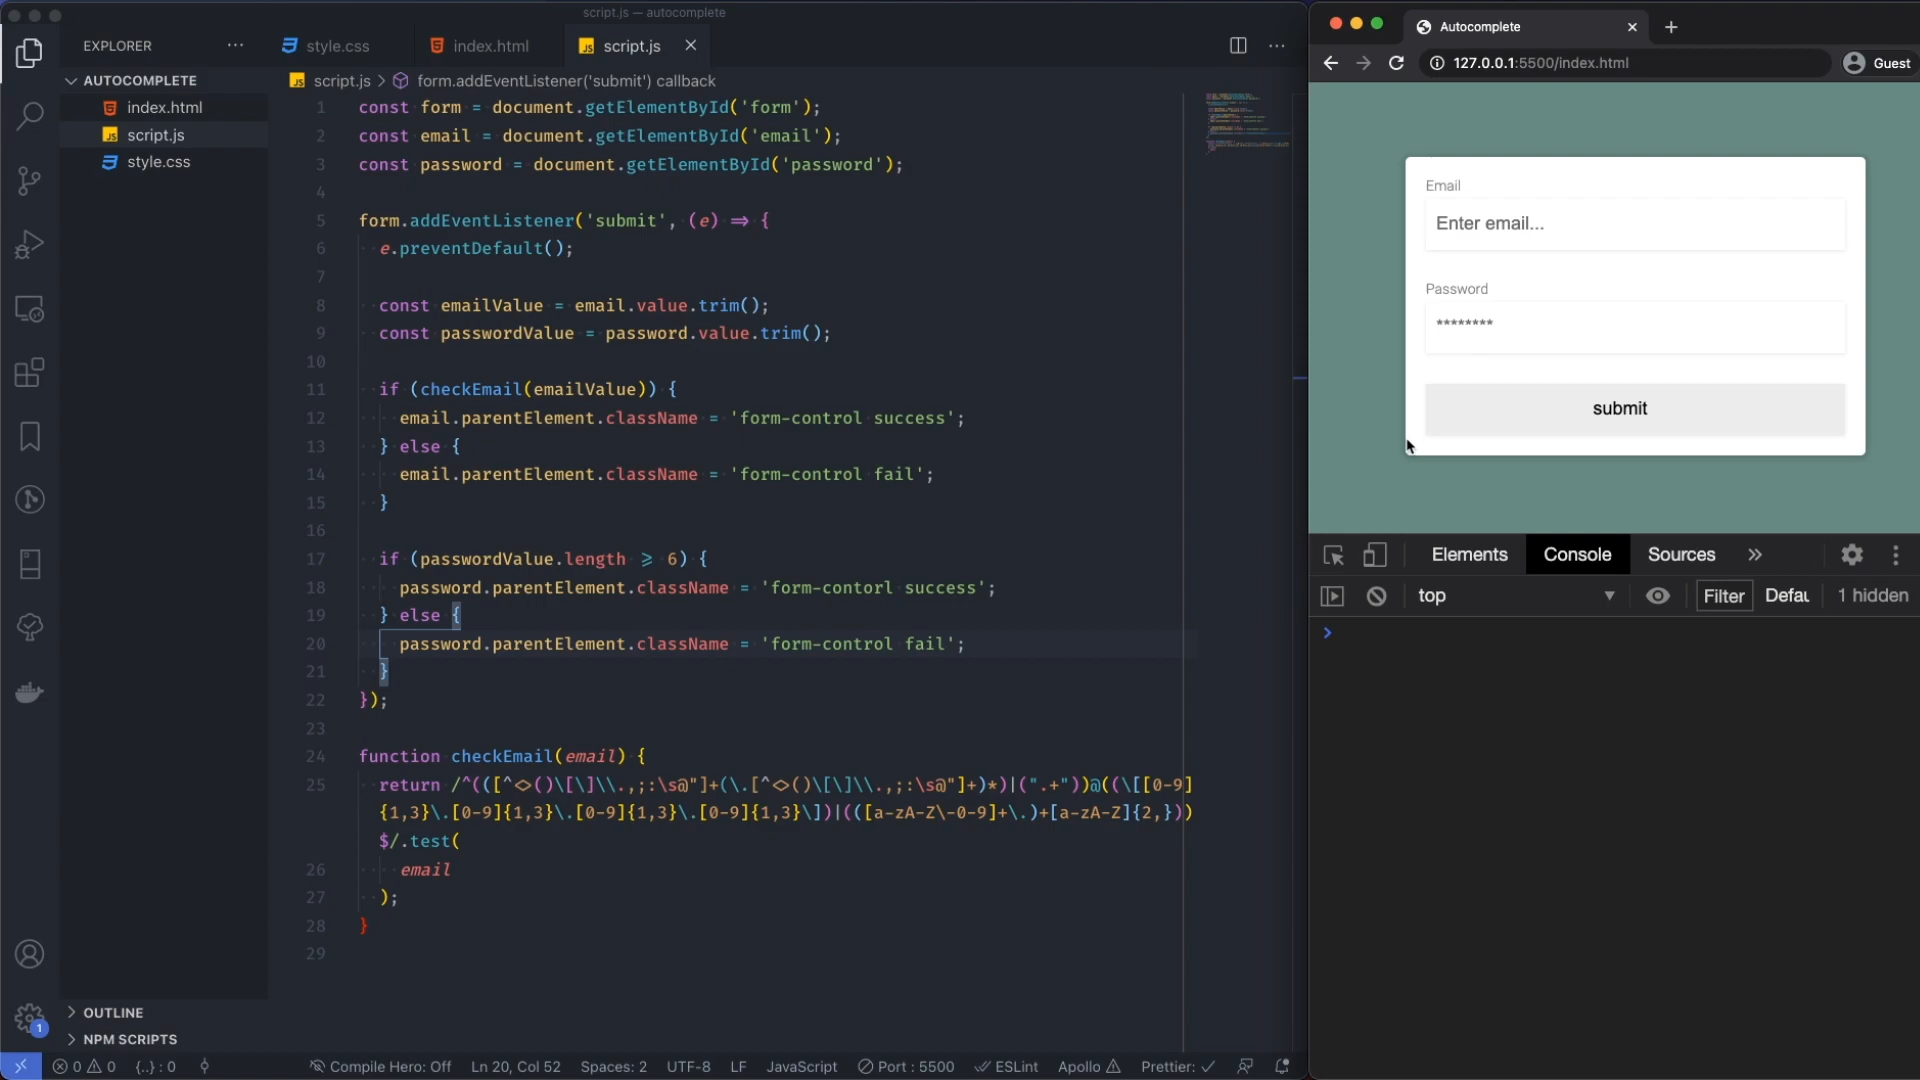 script.js — autocomplete
EXPLORER
style.css
index.html
script.js
AUTOCOMPLETE
index.html
script.js
style.css
script.js > form.addEventListener('submit') callback
1 const form = document.getElementById('form');
2 const email = document.getElementById('email');
3 const password = document.getElementById('password');
4
5 form.addEventListener('submit', (e) ⇒ {
6 e.preventDefault();
7
8 const emailValue = email.value.trim();
9 const passwordValue = password.value.trim();
10
11 if (checkEmail(emailValue)) {
12 email.parentElement.className = 'form-control success';
13 } else {
14 email.parentElement.className = 'form-control fail';
15 }
16
17 if (passwordValue.length ⩾ 6) {
18 password.parentElement.className = 'form-contorl success';
19 } else {
20 password.parentElement.className = 'form-control fail';
21 }
22 });
23
24 function checkEmail(email) {
25 return /^(([^<>()\[\]\\.,;:\s@"]+(\.[^<>()\[\]\\.,;:\s@"]+)*)|(".+"))@((\[[0-9]
{1,3}\.[0-9]{1,3}\.[0-9]{1,3}\.[0-9]{1,3}\])|(([a-zA-Z\-0-9]+\.)+[a-zA-Z]{2,}))
$/.test(
26 email
27 );
28 }
29
OUTLINE
NPM SCRIPTS
1
0 0 {..} : 0 Compile Hero: Off Ln 20, Col 52 Spaces: 2 UTF-8 LF JavaScript Port : 5500 ESLint Apollo Prettier:
Autocomplete
127.0.0.1:5500/index.html
Guest
Email
Enter email...
Password
********
submit
Elements Console Sources
top Filter Defau 1 hidden